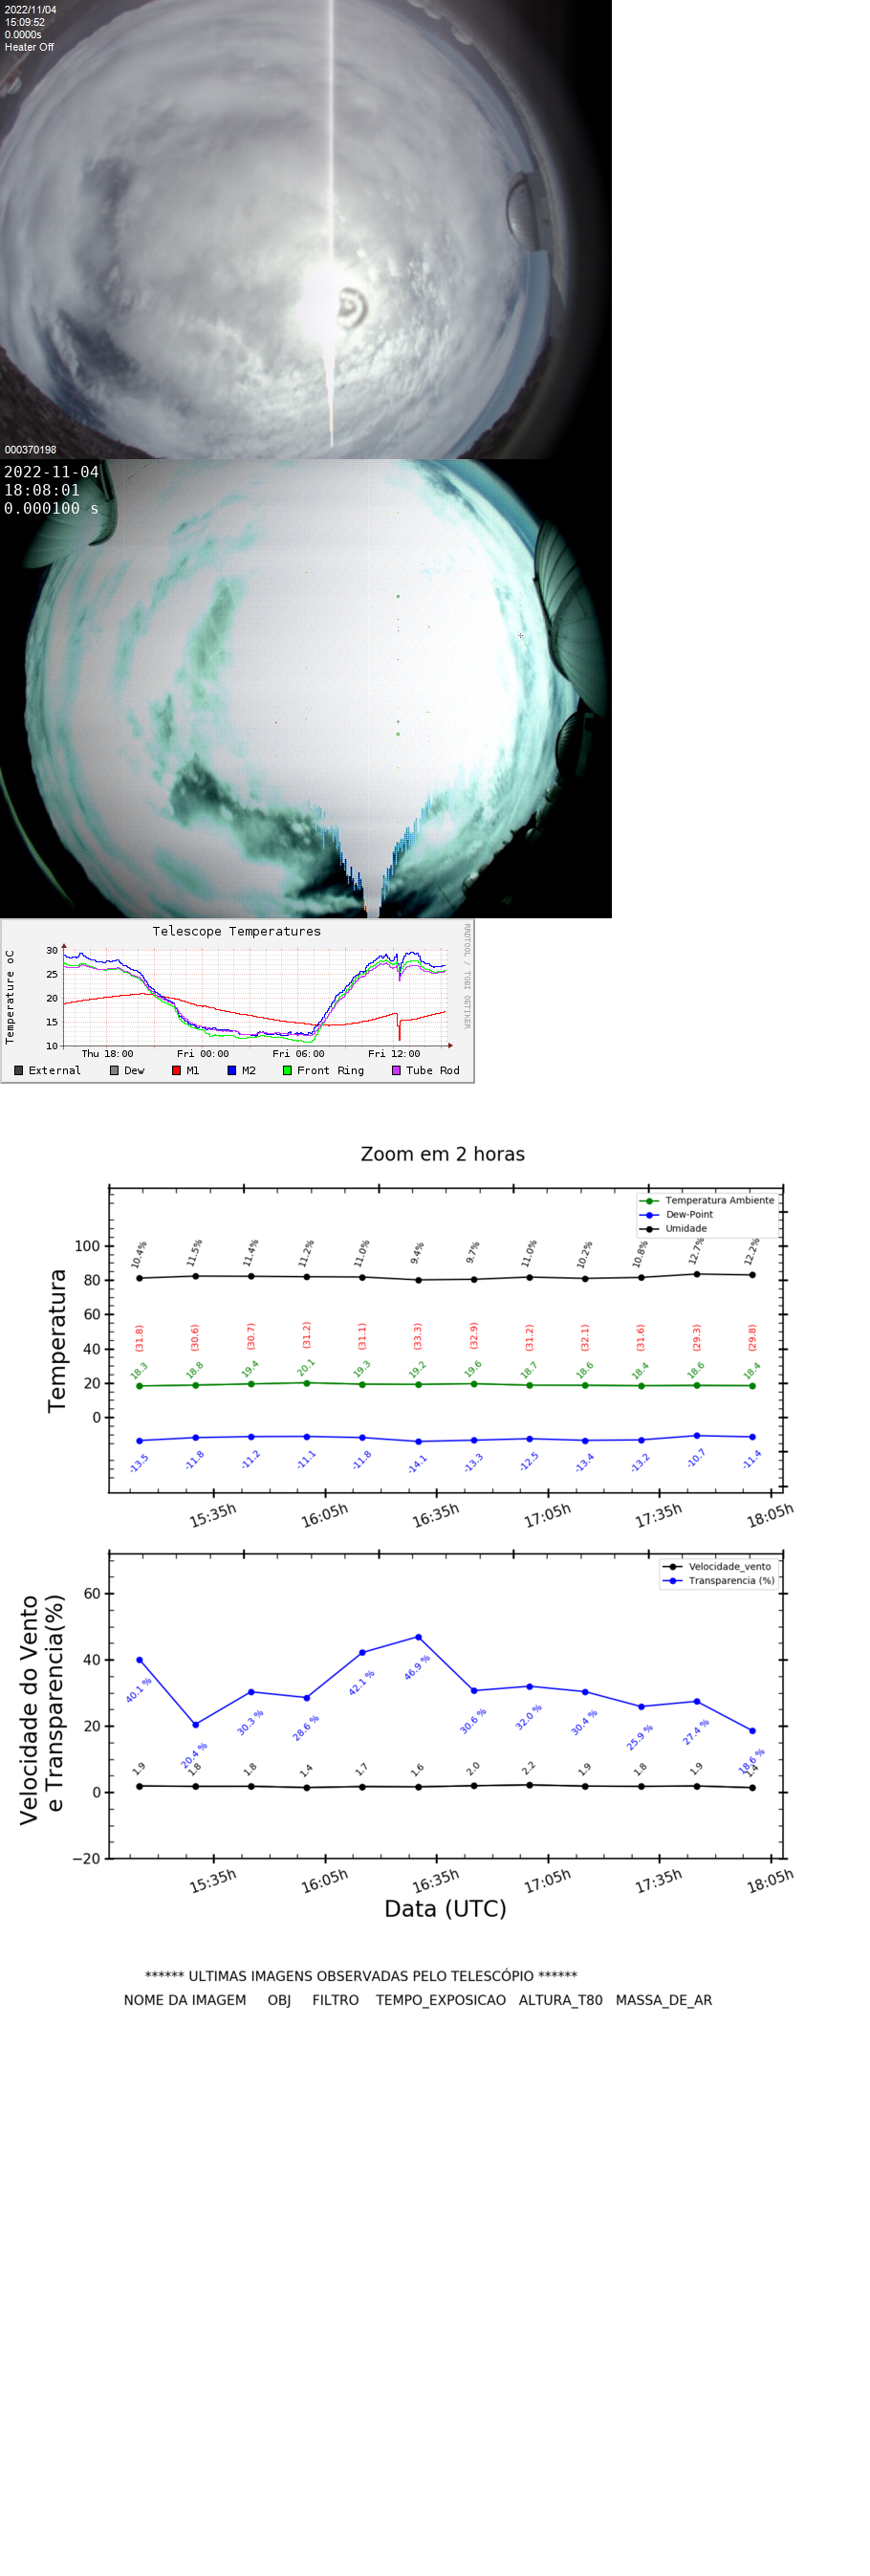 2022/11/04
15:09:52
0.0000s
Heater Off
000370198
2022-11-04
18:08:01
0.000100 s
Telescope Temperatures
RRDTOOL / TOBI OETIKER
Temperature oC
30
25
20
15
10
Thu 18:00 Fri 00:00 Fri 06:00 Fri 12:00
External Dew M1 M2 Front Ring Tube Rod
Zoom em 2 horas
Temperatura Ambiente
Dew-Point
Umidade
Temperatura
100
80
60
40
20
0
10.4% 11.5% 11.4% 11.2% 11.0% 9.4% 9.7% 11.0% 10.2% 10.8% 12.7% 12.2%
(31.8) (30.6) (30.7) (31.2) (31.1) (33.3) (32.9) (31.2) (32.1) (31.6) (29.3) (29.8)
18.3 18.8 19.4 20.1 19.3 19.2 19.6 18.7 18.6 18.4 18.6 18.4
-13.5 -11.8 -11.2 -11.1 -11.8 -14.1 -13.3 -12.5 -13.4 -13.2 -10.7 -11.4
15:35h 16:05h 16:35h 17:05h 17:35h 18:05h
Velocidade_vento
Transparencia (%)
Velocidade do Vento
e Transparencia(%)
60
40
20
0
−20
40.1 % 20.4 % 30.3 % 28.6 % 42.1 % 46.9 % 30.6 % 32.0 % 30.4 % 25.9 % 27.4 % 18.6 %
1.9 1.8 1.8 1.4 1.7 1.6 2.0 2.2 1.9 1.8 1.9 1.4
15:35h 16:05h 16:35h 17:05h 17:35h 18:05h
Data (UTC)
****** ULTIMAS IMAGENS OBSERVADAS PELO TELESCÓPIO ******
NOME DA IMAGEM OBJ FILTRO TEMPO_EXPOSICAO ALTURA_T80 MASSA_DE_AR